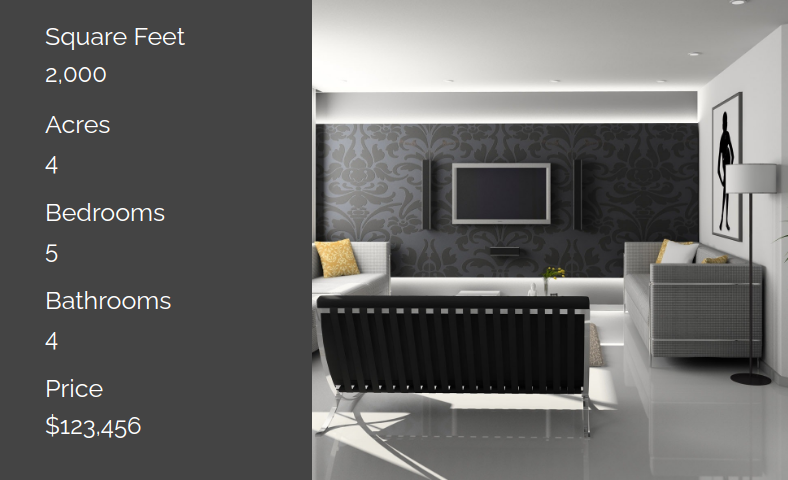 Square Feet
2,000
Acres
4
Bedrooms
5
Bathrooms
4
Price
$123,456